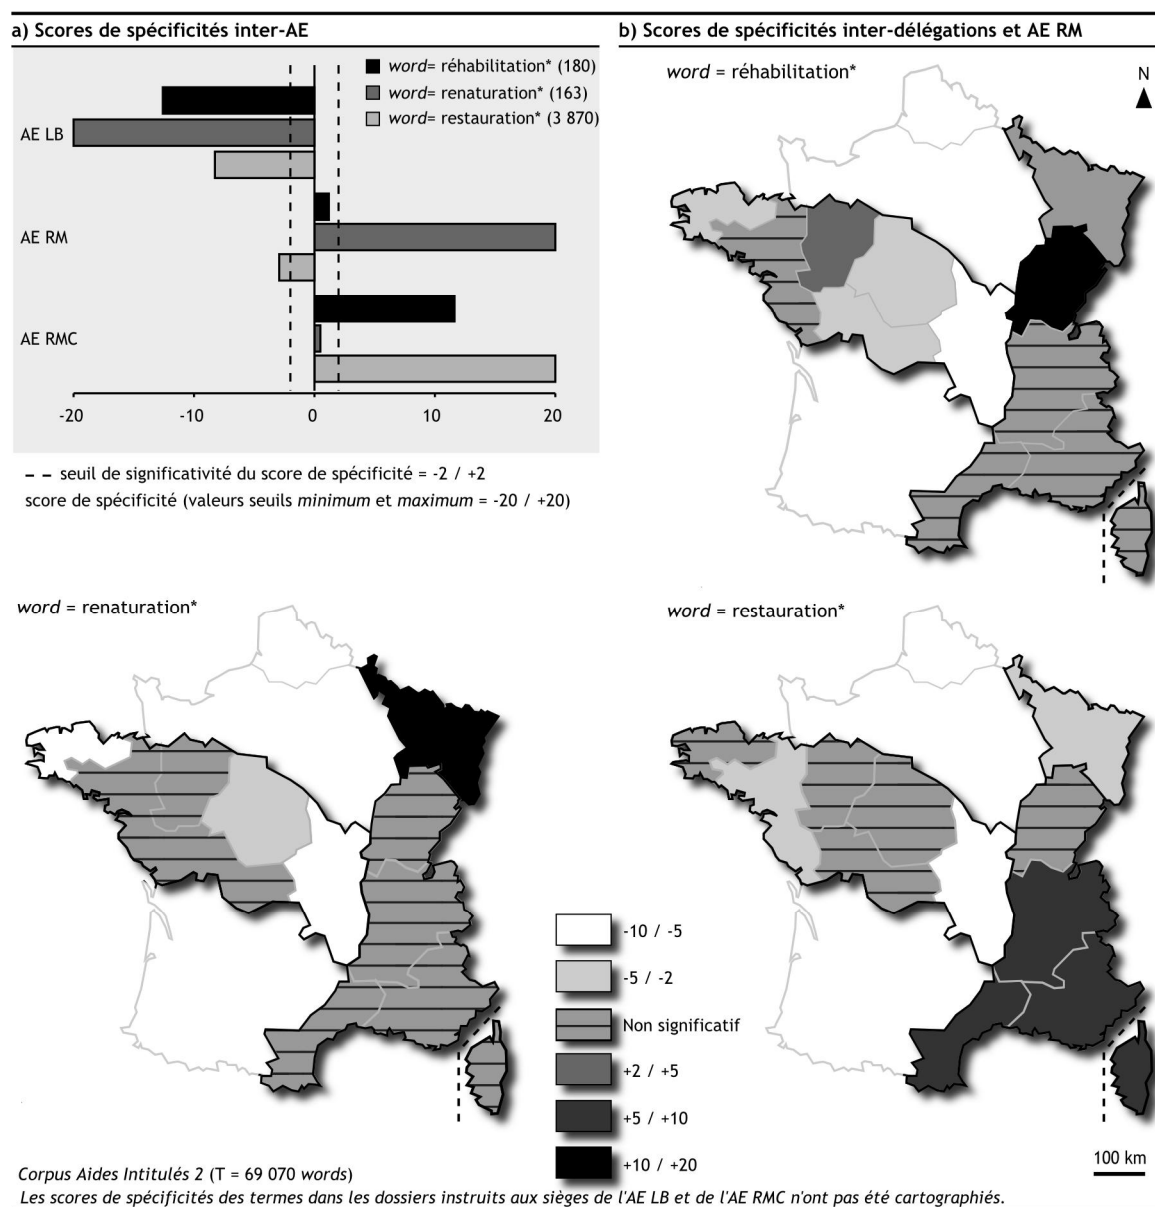 a) Scores de spécificités inter-AE
b) Scores de spécificités inter-délégations et AE RM
word= réhabilitation* (180)
word= renaturation* (163)
word= restauration* (3 870)
AE LB
AE RM
AE RMC
-20 -10 0 10 20
seuil de significativité du score de spécificité = -2 / +2
score de spécificité (valeurs seuils minimum et maximum = -20 / +20)
word = réhabilitation*
N
word = renaturation*
word = restauration*
-10 / -5
-5 / -2
Non significatif
+2 / +5
+5 / +10
+10 / +20
100 km
Corpus Aides Intitulés 2 (T = 69 070 words)
Les scores de spécificités des termes dans les dossiers instruits aux sièges de l'AE LB et de l'AE RMC n'ont pas été cartographiés.